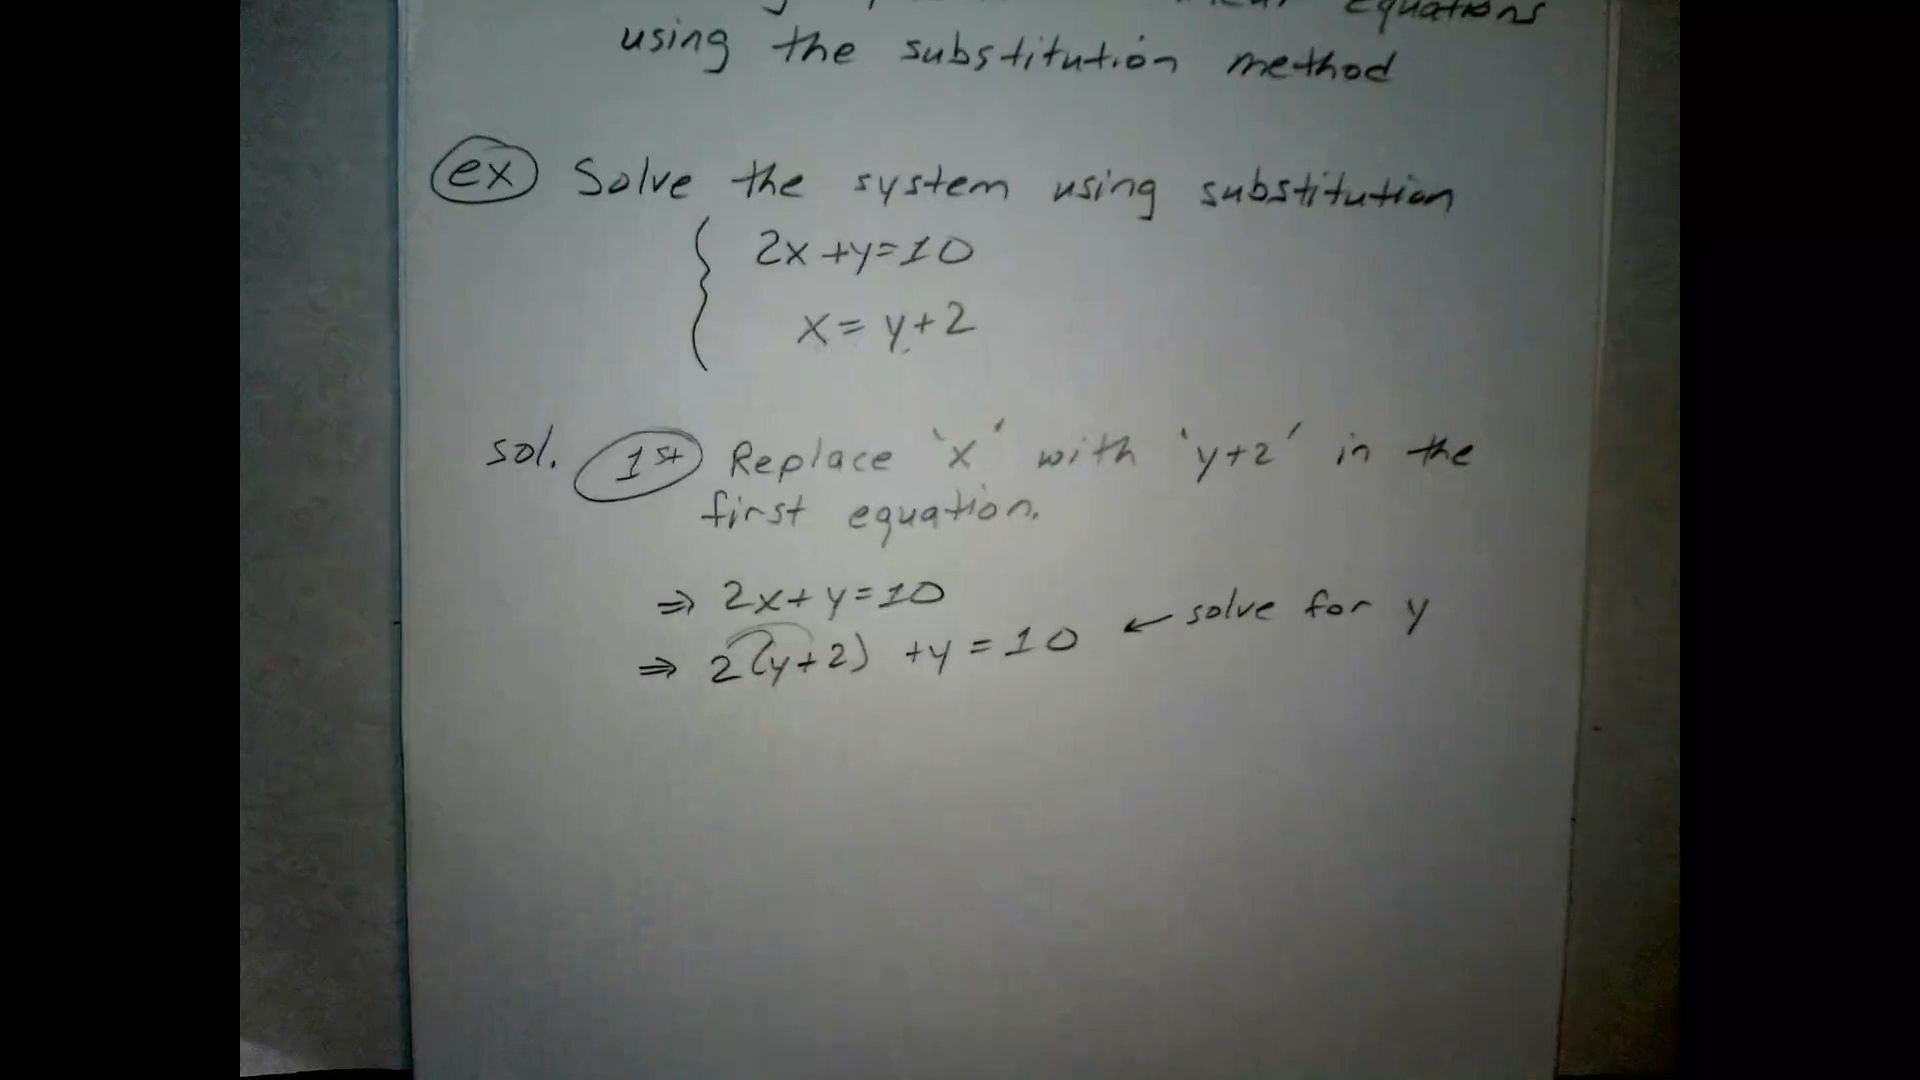 equations
using the substitution method
ex Solve the system using substitution
2x+y=10
x=y+2
sol. 1st Replace 'x' with 'y+2' in the
first equation.
⇒ 2x+y=10
⇒ 2(y+2) +y=10 ← solve for y